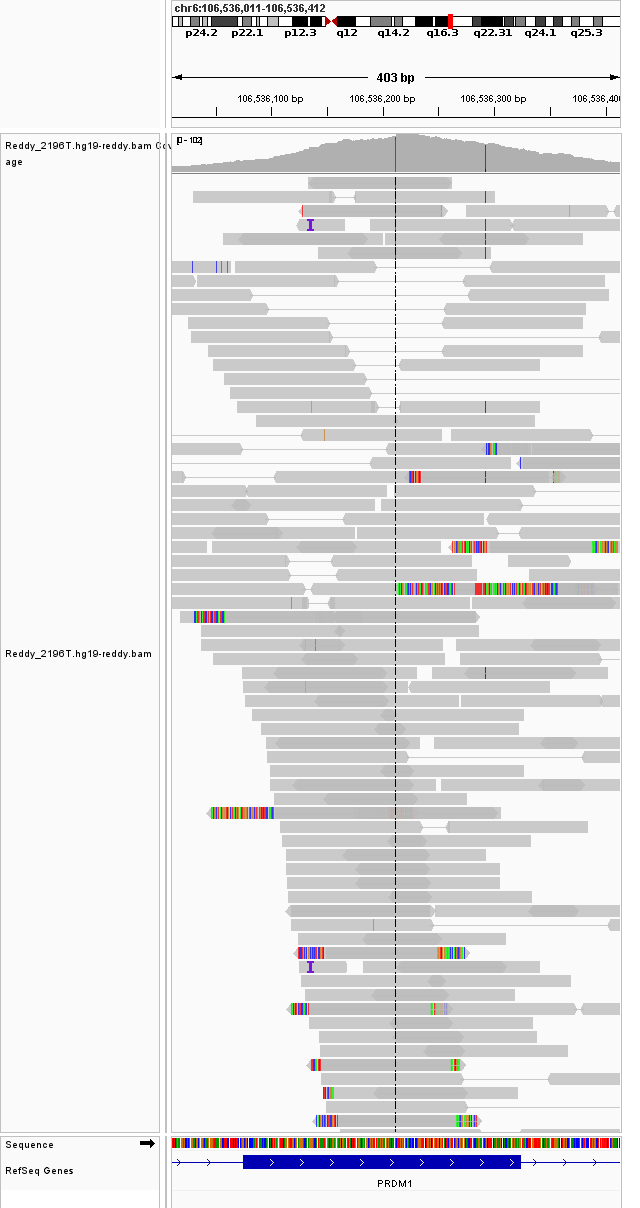 chr6:106,536,011-106,536,412
p24.2 p22.1 p12.3 q12 q14.2 q16.3 q22.31 q24.1 q25.3
403 bp
106,536,100 bp 106,536,200 bp 106,536,300 bp 106,536,40
Reddy_2196T.hg19-reddy.bam Cov
age
[0 - 102]
Reddy_2196T.hg19-reddy.bam
Sequence
RefSeq Genes
PRDM1